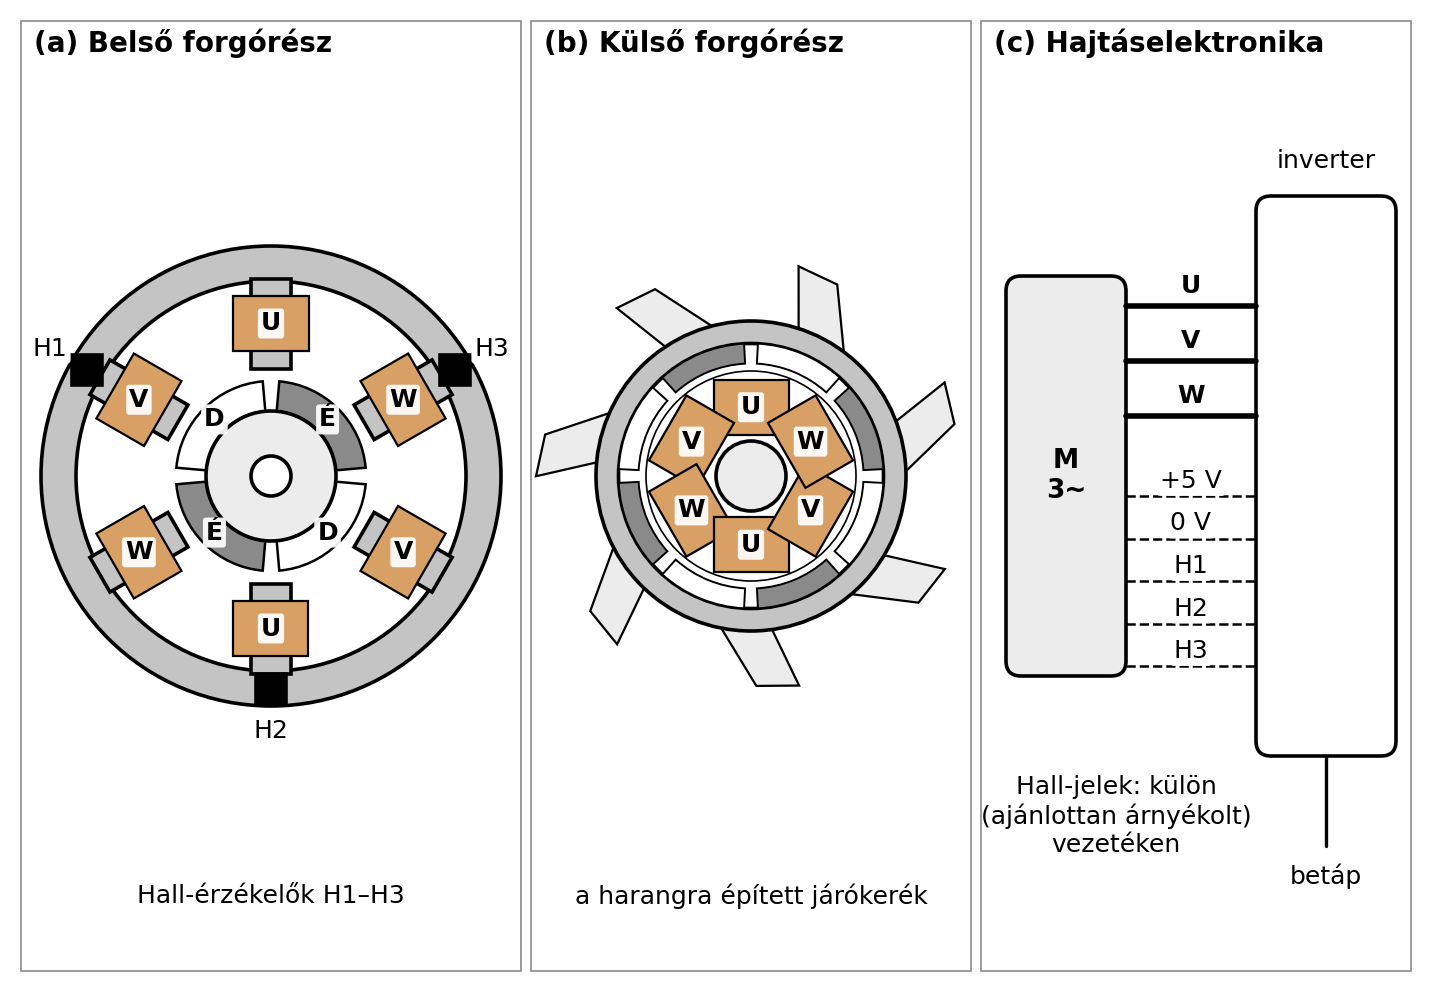 (a) Belső forgórész
U
H1
H3
V
W
D
É
É
D
W
V
U
H2
Hall-érzékelők H1–H3
(b) Külső forgórész
U
V
W
W
V
U
a harangra épített járókerék
(c) Hajtáselektronika
inverter
U
V
W
M
3~
+5 V
0 V
H1
H2
H3
Hall-jelek: külön
(ajánlottan árnyékolt)
vezetéken
betáp